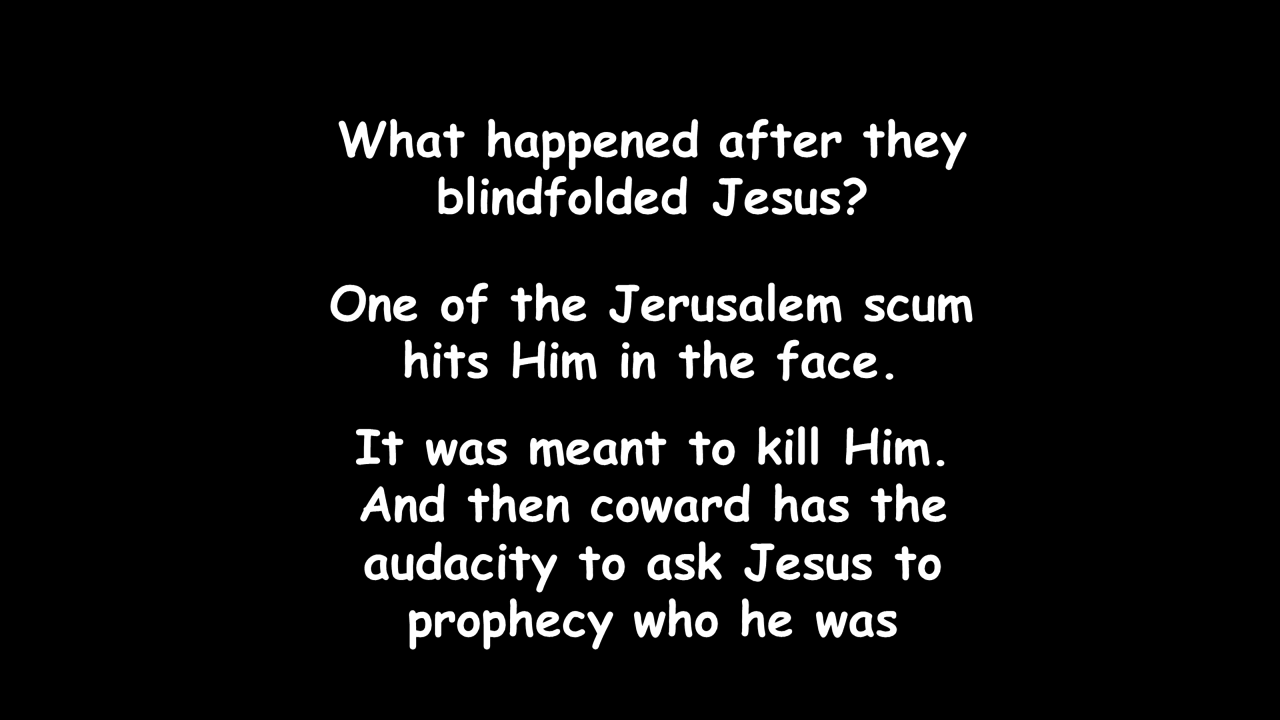 What happened after they
blindfolded Jesus?
One of the Jerusalem scum
hits Him in the face.
It was meant to kill Him.
And then coward has the
audacity to ask Jesus to
prophecy who he was